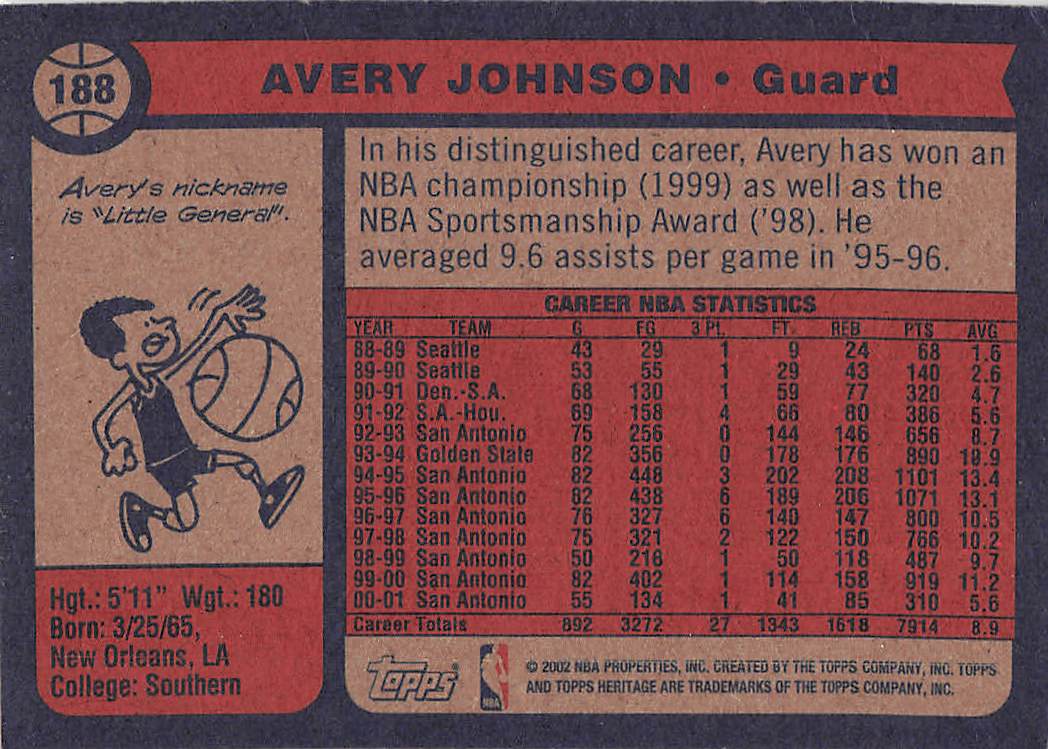 188
AVERY JOHNSON • Guard
Avery's nickname
is "Little General".
Hgt.: 5'11" Wgt.: 180
Born: 3/25/65,
New Orleans, LA
College: Southern
In his distinguished career, Avery has won an
NBA championship (1999) as well as the
NBA Sportsmanship Award ('98). He
averaged 9.6 assists per game in '95-96.
CAREER NBA STATISTICS
YEAR TEAM G FG 3 PT. FT. REB PTS AVG
88-89 Seattle 43 29 1 9 24 68 1.6
89-90 Seattle 53 55 1 29 43 140 2.6
90-91 Den.-S.A. 68 130 1 59 77 320 4.7
91-92 S.A.-Hou. 69 158 4 66 80 386 5.6
92-93 San Antonio 75 256 0 144 146 656 8.7
93-94 Golden State 82 356 0 178 176 890 10.9
94-95 San Antonio 82 448 3 202 208 1101 13.4
95-96 San Antonio 82 438 6 189 206 1071 13.1
96-97 San Antonio 76 327 6 140 147 800 10.5
97-98 San Antonio 75 321 2 122 150 766 10.2
98-99 San Antonio 50 218 1 50 118 487 9.7
99-00 San Antonio 82 402 1 114 158 919 11.2
00-01 San Antonio 55 134 1 41 85 310 5.6
Career Totals 892 3272 27 1343 1618 7914 8.9
Topps
NBA
© 2002 NBA PROPERTIES, INC. CREATED BY THE TOPPS COMPANY, INC. TOPPS
AND TOPPS HERITAGE ARE TRADEMARKS OF THE TOPPS COMPANY, INC.